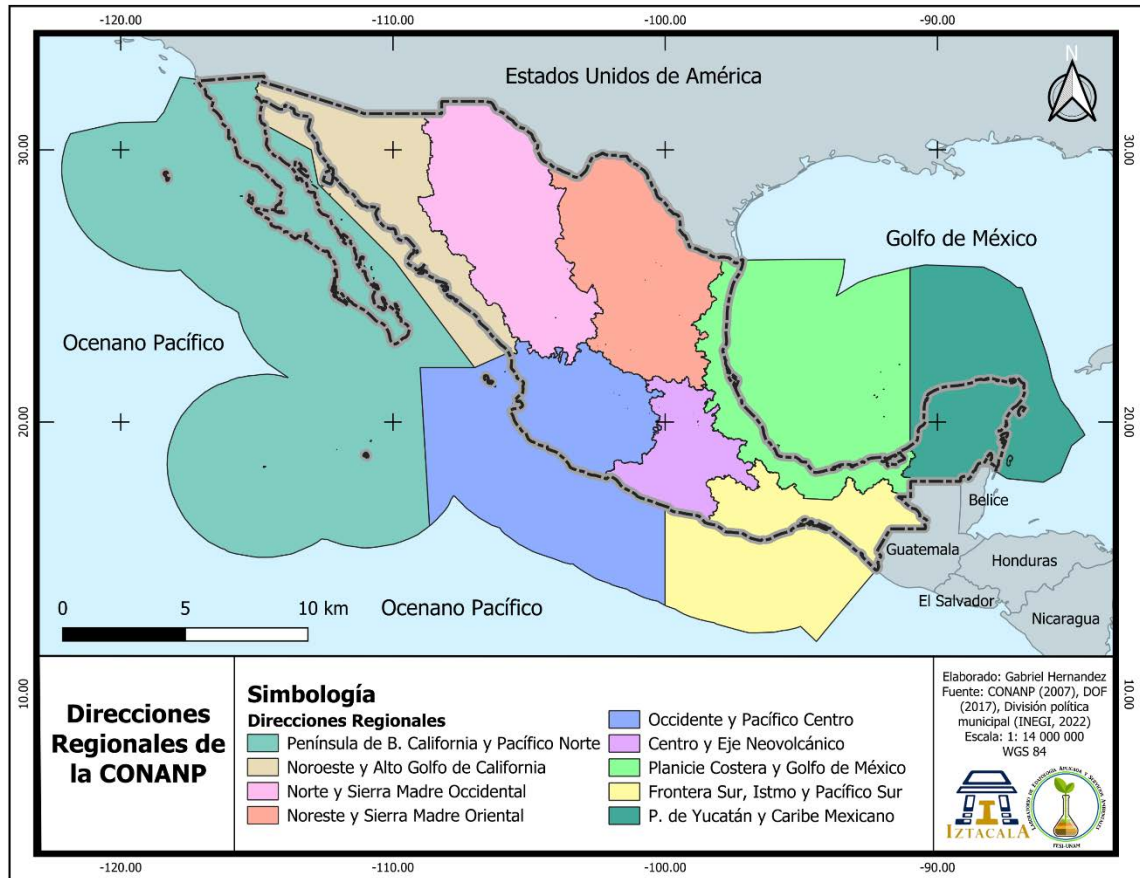 -120.00
-110.00
-100.00
-90.00
N
Estados Unidos de América
30.00
30.00
Golfo de México
Ocenano Pacífico
20.00
20.00
Belíce
Guatemala
Honduras
El Salvador
Nicaragua
0 5 10 km
Ocenano Pacífico
10.00
10.00
Direcciones
Regionales de
la CONANP
Simbología
Direcciones Regionales
Península de B. California y Pacífico Norte
Noroeste y Alto Golfo de California
Norte y Sierra Madre Occidental
Noreste y Sierra Madre Oriental
Occidente y Pacífico Centro
Centro y Eje Neovolcánico
Planicie Costera y Golfo de México
Frontera Sur, Istmo y Pacífico Sur
P. de Yucatán y Caribe Mexicano
Elaborado: Gabriel Hernandez
Fuente: CONANP (2007), DOF
(2017), División política
municipal (INEGI, 2022)
Escala: 1: 14 000 000
WGS 84
IZTACALA
FESI-UNAM
-120.00
-110.00
-100.00
-90.00